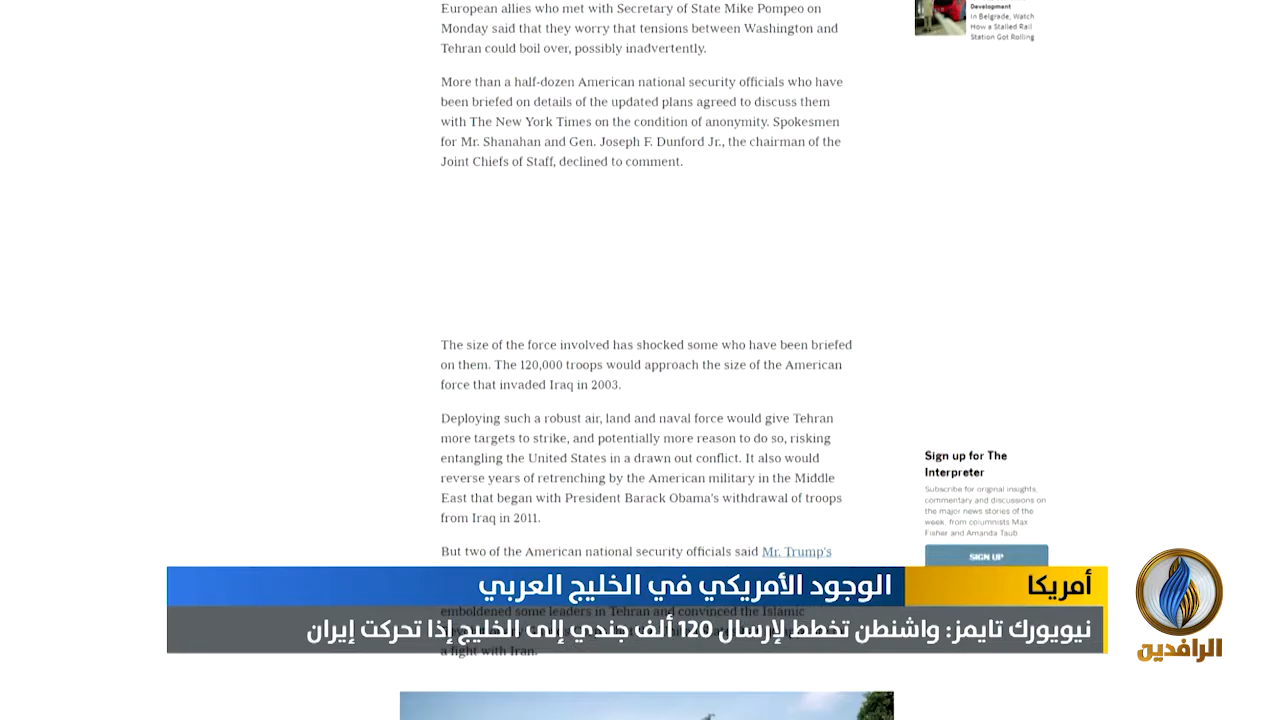 European allies who met with Secretary of State Mike Pompeo on
Monday said that they worry that tensions between Washington and
Tehran could boil over, possibly inadvertently.
More than a half-dozen American national security officials who have
been briefed on details of the updated plans agreed to discuss them
with The New York Times on the condition of anonymity. Spokesmen
for Mr. Shanahan and Gen. Joseph F. Dunford Jr., the chairman of the
Joint Chiefs of Staff, declined to comment.
The size of the force involved has shocked some who have been briefed
on them. The 120,000 troops would approach the size of the American
force that invaded Iraq in 2003.
Deploying such a robust air, land and naval force would give Tehran
more targets to strike, and potentially more reason to do so, risking
entangling the United States in a drawn out conflict. It also would
reverse years of retrenching by the American military in the Middle
East that began with President Barack Obama's withdrawal of troops
from Iraq in 2011.
But two of the American national security officials said Mr. Trump's
emboldened some leaders in Tehran and convinced the Islamic
a fight with Iran.
Development
In Belgrade, Watch
How a Stalled Rail
Station Got Rolling
Sign up for The
Interpreter
Subscribe for original insights,
commentary and discussions on
the major news stories of the
week, from columnists Max
Fisher and Amanda Taub.
SIGN UP
أمريكا
الوجود الأمريكي في الخليج العربي
نيويورك تايمز: واشنطن تخطط لإرسال 120 ألف جندي إلى الخليج إذا تحركت إيران
الرافدين